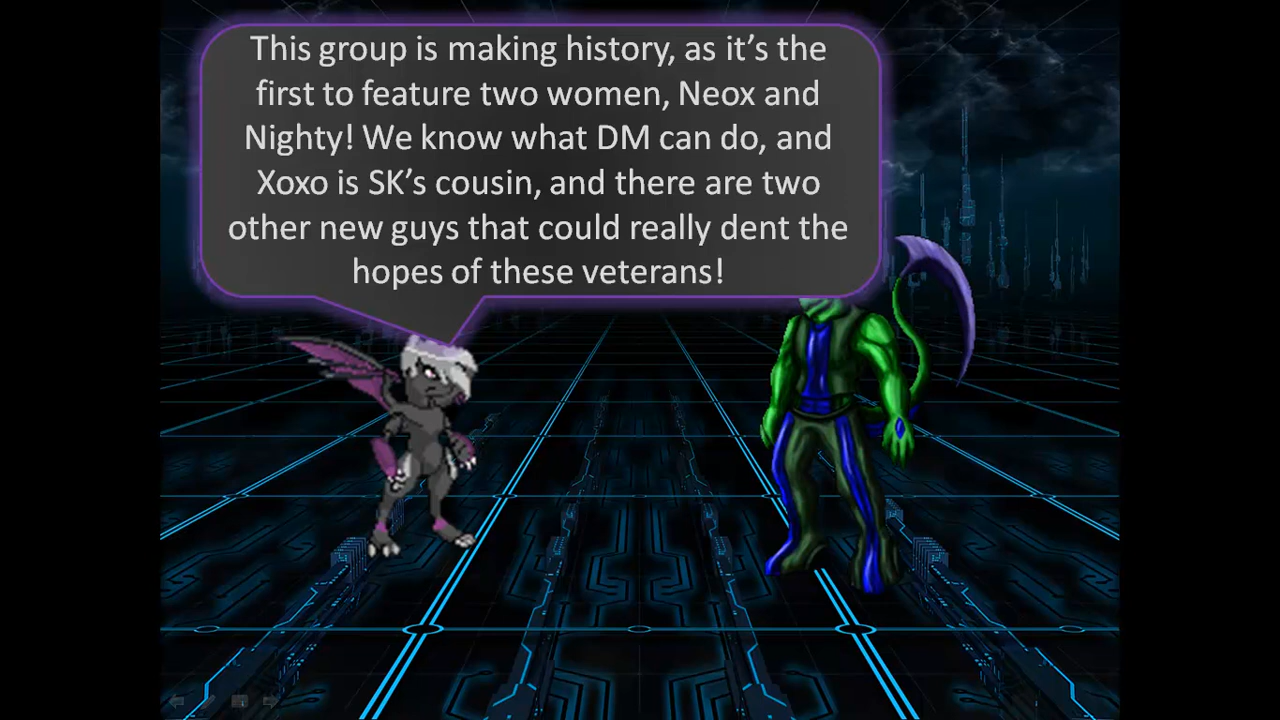 This group is making history, as it’s the
first to feature two women, Neox and
Nighty! We know what DM can do, and
Xoxo is SK’s cousin, and there are two
other new guys that could really dent the
hopes of these veterans!